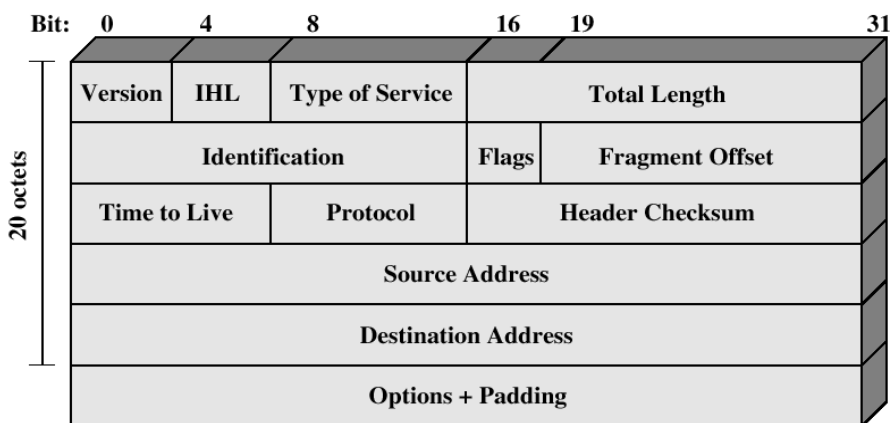 Bit: 0 4 8 16 19 31
Version IHL Type of Service Total Length
Identification Flags Fragment Offset
Time to Live Protocol Header Checksum
Source Address
Destination Address
Options + Padding
20 octets